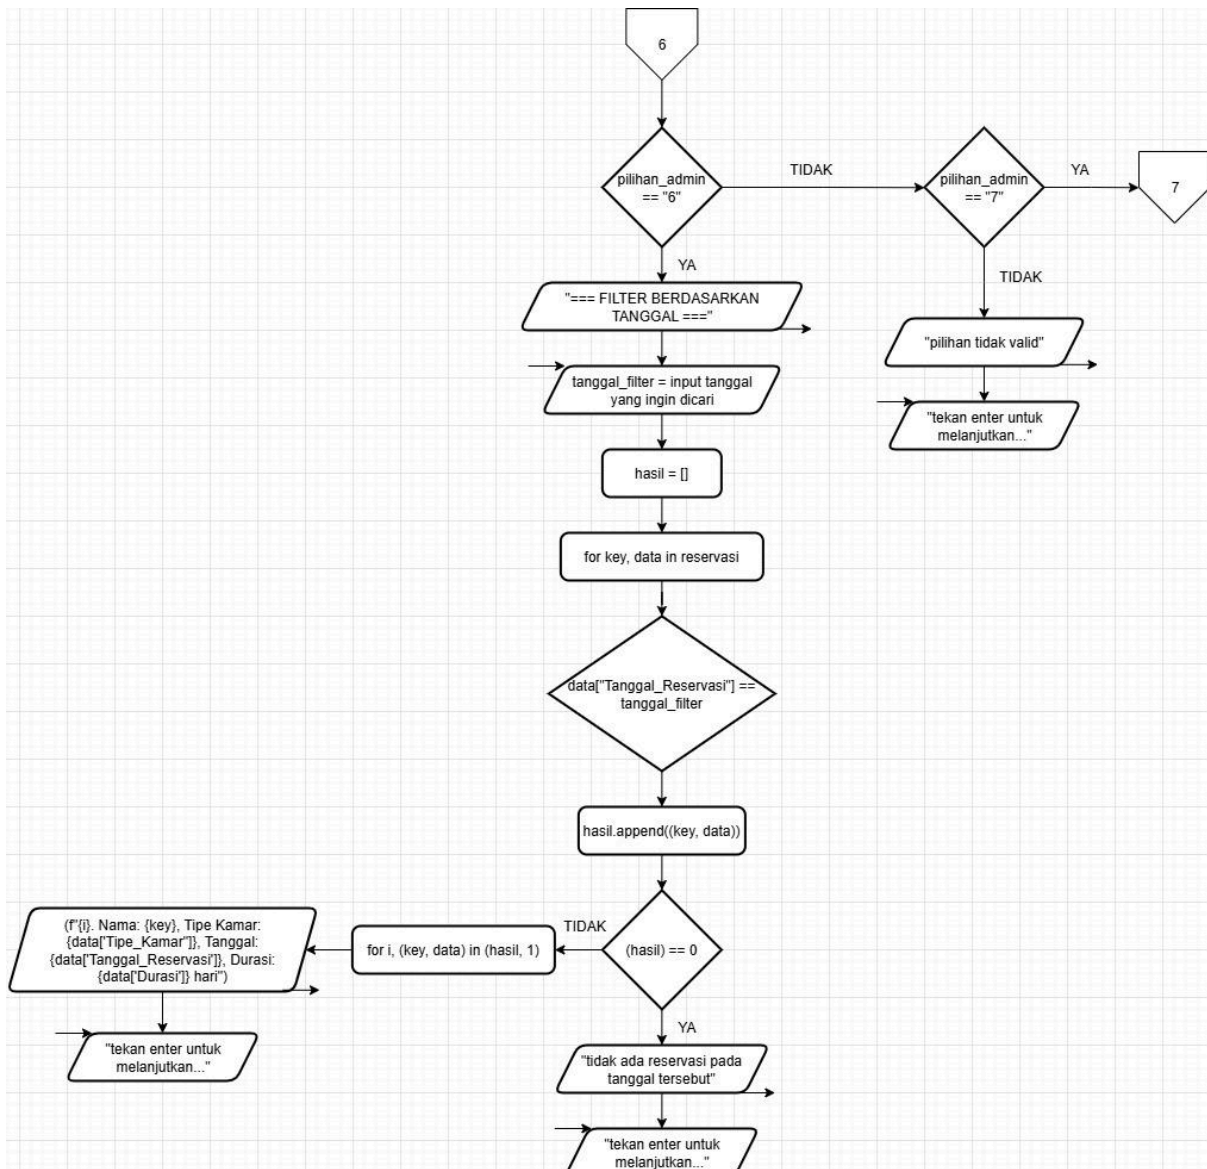 6
pilihan_admin
== "6"
TIDAK
pilihan_admin
== "7"
YA
7
YA
TIDAK
"=== FILTER BERDASARKAN
TANGGAL ==="
"pilihan tidak valid"
tanggal_filter = input tanggal
yang ingin dicari
"tekan enter untuk
melanjutkan..."
hasil = []
for key, data in reservasi
data["Tanggal_Reservasi"] ==
tanggal_filter
hasil.append((key, data))
(hasil) == 0
TIDAK
for i, (key, data) in (hasil, 1)
(f"{i}. Nama: {key}, Tipe Kamar:
{data['Tipe_Kamar"]}, Tanggal:
{data['Tanggal_Reservasi']}, Durasi:
{data['Durasi']} hari")
"tekan enter untuk
melanjutkan..."
YA
"tidak ada reservasi pada
tanggal tersebut"
"tekan enter untuk
melanjutkan..."